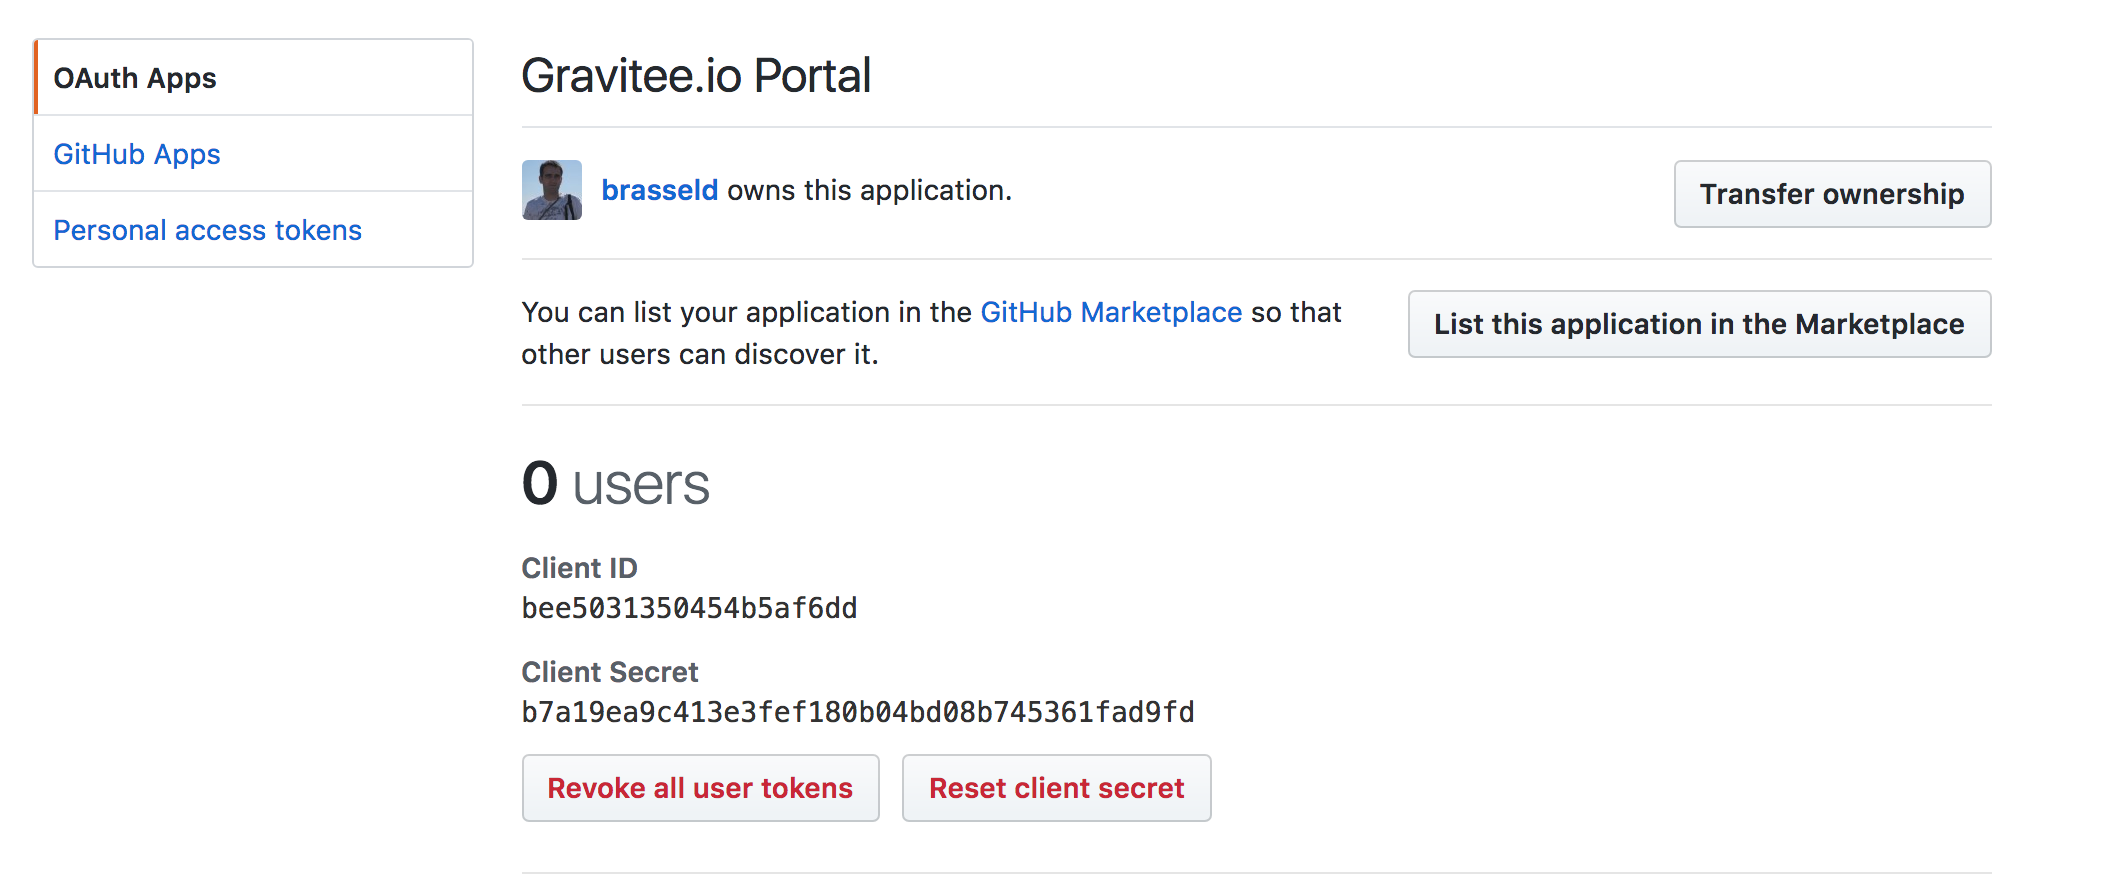 OAuth Apps
GitHub Apps
Personal access tokens
Gravitee.io Portal
brasseld owns this application.
Transfer ownership
You can list your application in the GitHub Marketplace so that
other users can discover it.
List this application in the Marketplace
0 users
Client ID
bee5031350454b5af6dd
Client Secret
b7a19ea9c413e3fef180b04bd08b745361fad9fd
Revoke all user tokens
Reset client secret